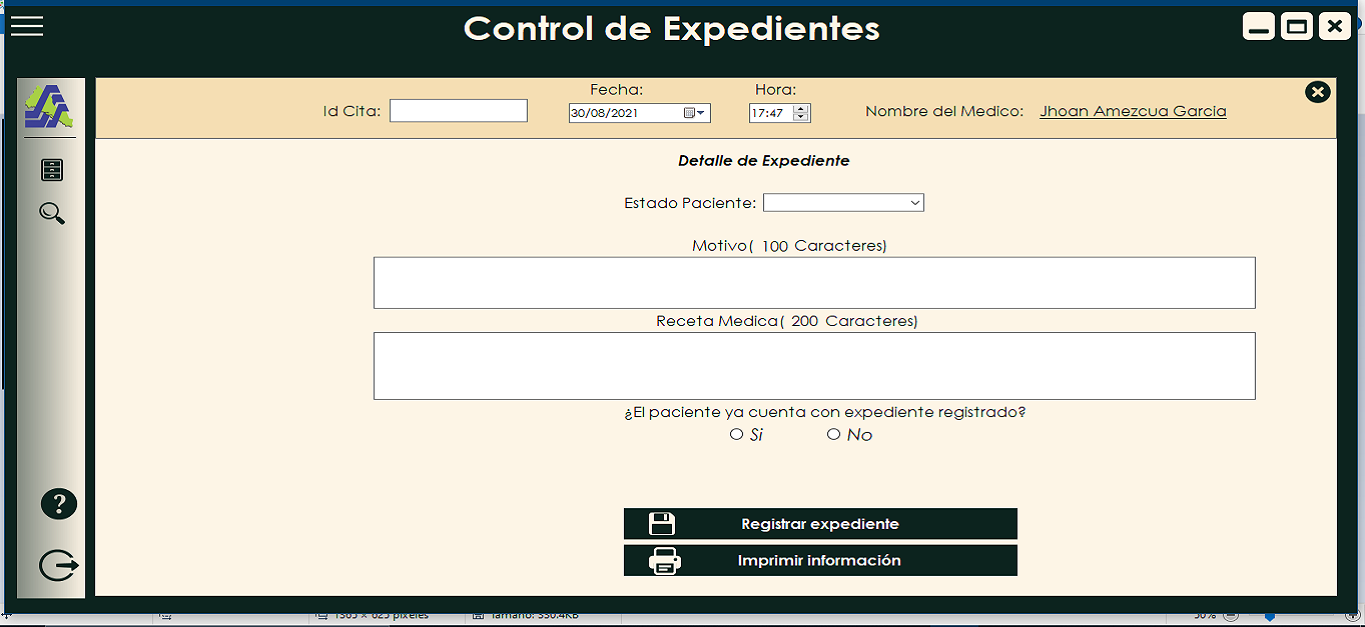 Control de Expedientes
Fecha:
Hora:
Id Cita:
30/08/2021
17:47
Nombre del Medico: Jhoan Amezcua Garcia
Detalle de Expediente
Estado Paciente:
Motivo( 100 Caracteres)
Receta Medica( 200 Caracteres)
¿El paciente ya cuenta con expediente registrado?
Si
No
?
Registrar expediente
Imprimir información